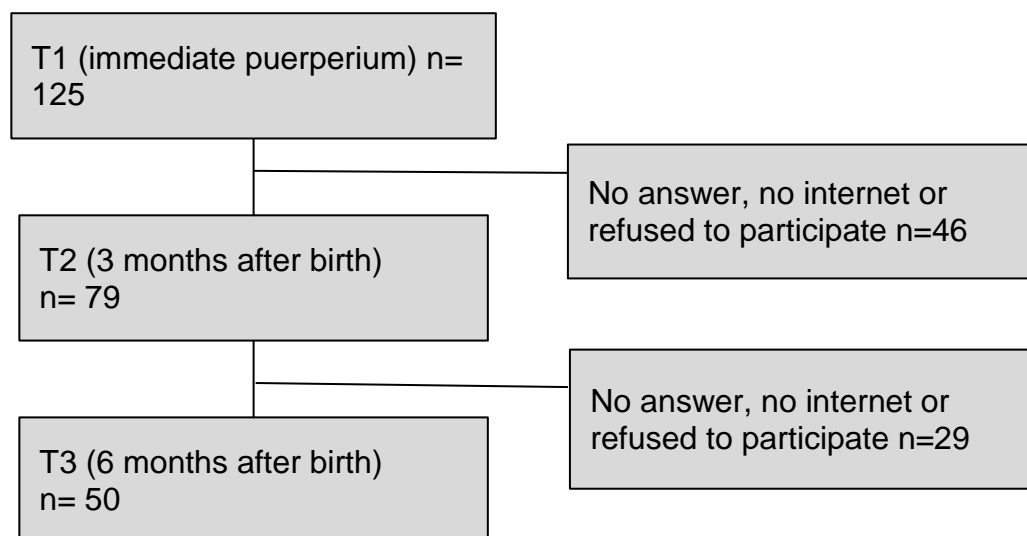 T1 (immediate puerperium) n=
125
No answer, no internet or
refused to participate n=46
T2 (3 months after birth)
n= 79
No answer, no internet or
refused to participate n=29
T3 (6 months after birth)
n= 50